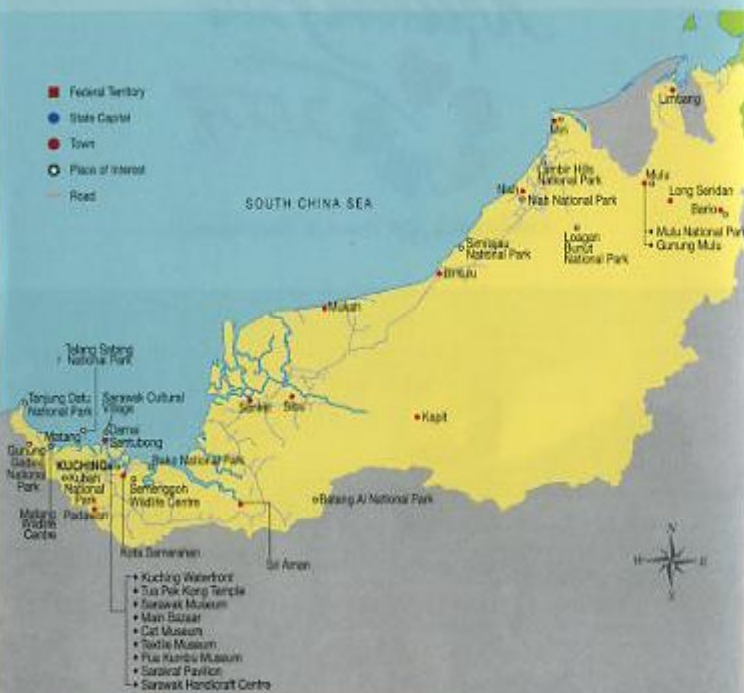 Federal Territory
State Capital
Town
Place of Interest
Road
SOUTH CHINA SEA
Limbang
Miri
Lambir Hills
National Park
Niah
Niah National Park
Mulu
Long Seridan
Bario
Mulu National Park
Gunung Mulu
Loagan
Bunut
National Park
Similajau
National Park
Bintulu
Mukah
Talang Satang
National Park
Tanjung Datu
National Park
Sarawak Cultural
Village
Matang
Damai
Santubong
Sarikei
Sibu
Kapit
Gunung
Gading
National
Park
KUCHING
Bako National Park
Kubah
National
Park
Semenggoh
Wildlife Centre
Batang Ai National Park
Matang
Wildlife
Centre
Padawan
Kota Samarahan
Sri Aman
N
S
Kuching Waterfront
Tua Pek Kong Temple
Sarawak Museum
Main Bazaar
Cat Museum
Textile Museum
Pua Kumbu Museum
Sarakraf Pavilion
Sarawak Handicraft Centre